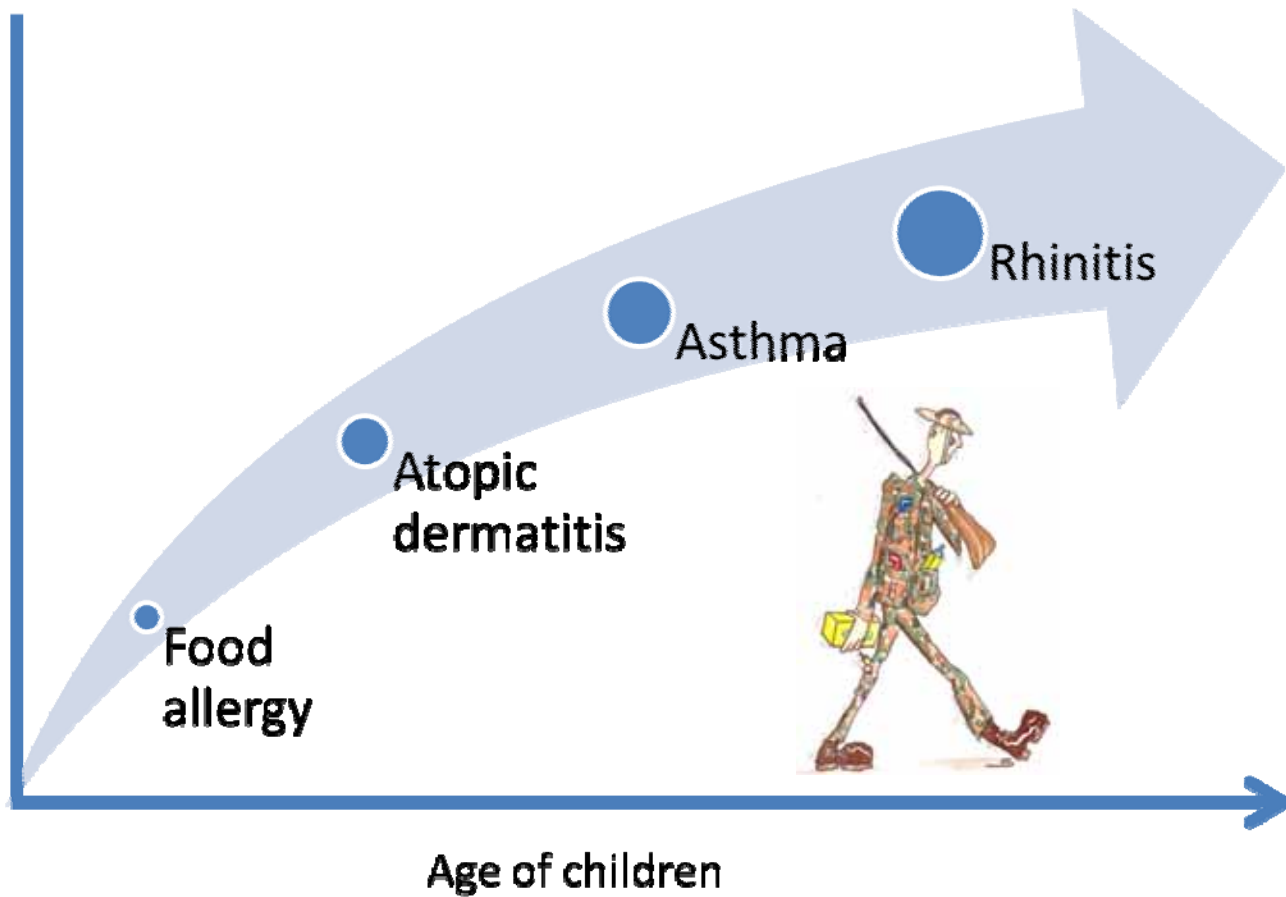 Rhinitis
Asthma
Atopic
dermatitis
Food
allergy
Age of children